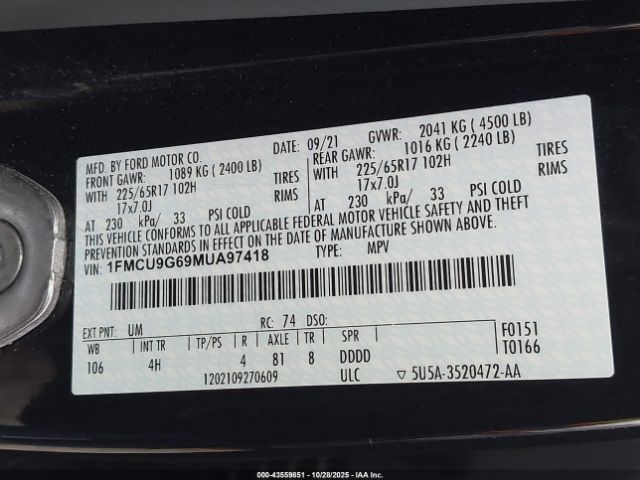 MFD. BY FORD MOTOR CO.
DATE: 09/21 GVWR: 2041 KG ( 4500 LB)
FRONT GAWR: 1089 KG ( 2400 LB)
REAR GAWR: 1016 KG ( 2240 LB)
WITH 225/65R17 102H TIRES
WITH 225/65R17 102H TIRES
17x7.0J RIMS
17x7.0J RIMS
AT 230 kPa/ 33 PSI COLD
AT 230 kPa/ 33 PSI COLD
THIS VEHICLE CONFORMS TO ALL APPLICABLE FEDERAL MOTOR VEHICLE SAFETY AND THEFT
PREVENTION STANDARDS IN EFFECT ON THE DATE OF MANUFACTURE SHOWN ABOVE.
VIN: 1FMCU9G69MUA97418 TYPE: MPV
EXT PNT: UM RC: 74 DSO:
WB INT TR TP/PS R AXLE TR SPR
106 4H 4 81 8 DDDD
F0151
T0166
1202109270609 ULC ▽ 5U5A-3520472-AA
000-43559851 | 10/28/2025 | IAA Inc.